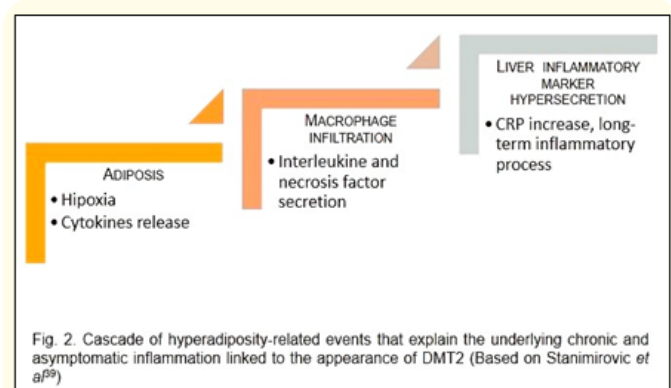 ADIPOSIS
• Hipoxia
• Cytokines release
MACROPHAGE
INFILTRATION
• Interleukine and
necrosis factor
secretion
LIVER INFLAMMATORY
MARKER
HYPERSECRETION
• CRP increase, long-
term inflammatory
process
Fig. 2. Cascade of hyperadiposity-related events that explain the underlying chronic and
asymptomatic inflammation linked to the appearance of DMT2 (Based on Stanimirovic et
al³⁹)